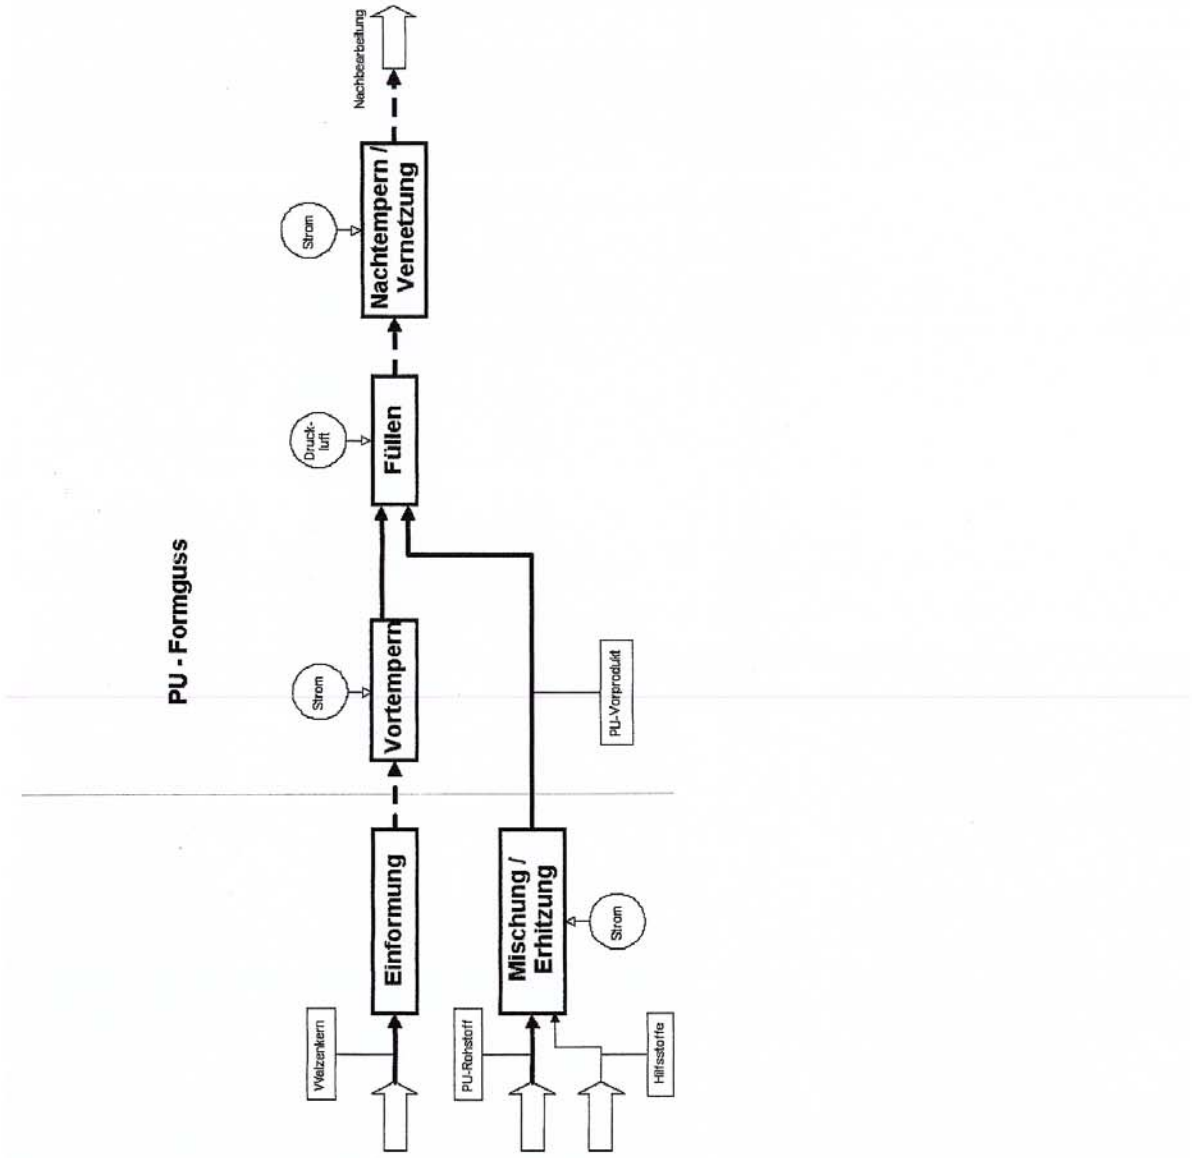 PU - Formguss
Walzenkern
Einformung
Strom
Vortempern
Druck-
luft
Füllen
Strom
Nachtempern /
Vernetzung
Nachbearbeitung
PU-Rohstoff
Hilfsstoffe
Mischung /
Erhitzung
Strom
PU-Vorprodukt